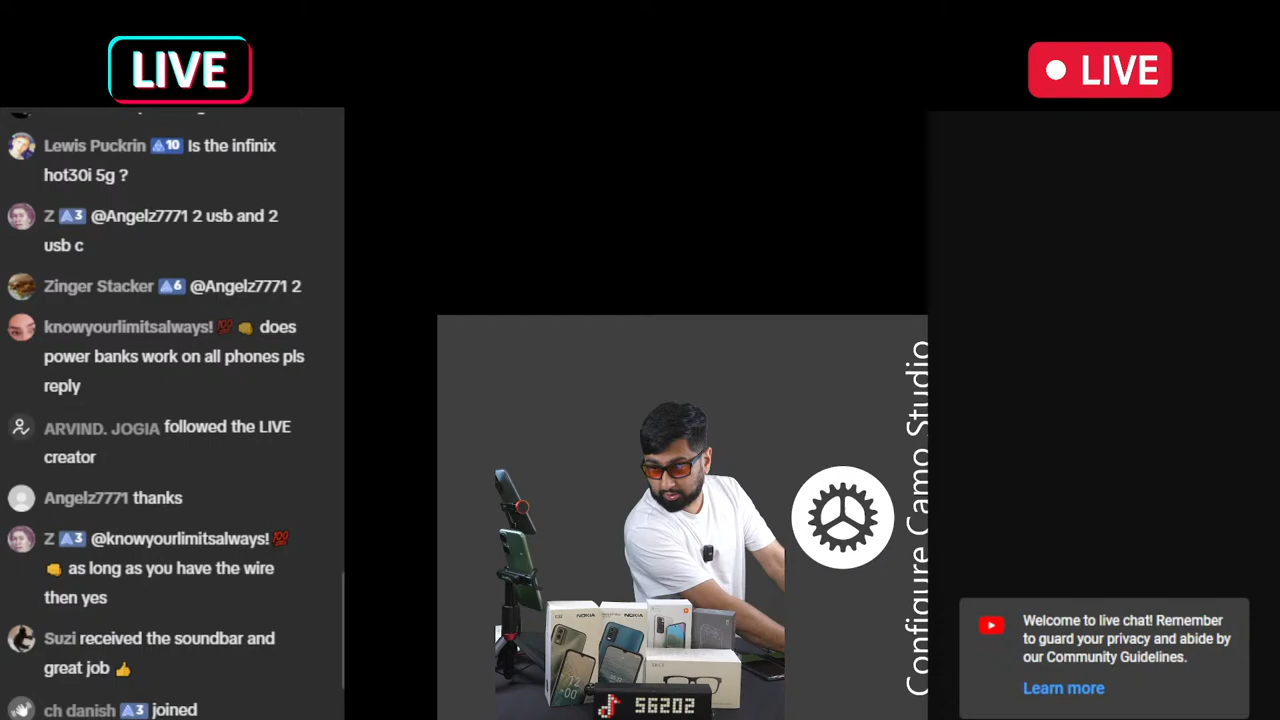 LIVE
LIVE
Lewis Puckrin 10 Is the infinix
hot30i 5g ?
Z 3 @Angelz7771 2 usb and 2
usb c
Zinger Stacker 6 @Angelz7771 2
knowyourlimitsalways! 💯 👊 does
power banks work on all phones pls
reply
ARVIND. JOGIA followed the LIVE
creator
Angelz7771 thanks
Z 3 @knowyourlimitsalways! 💯
👊 as long as you have the wire
then yes
Suzi received the soundbar and
great job 👍
ch danish 3 joined
Configure Camo Studio
NOKIA
NOKIA
56202
Welcome to live chat! Remember
to guard your privacy and abide by
our Community Guidelines.
Learn more